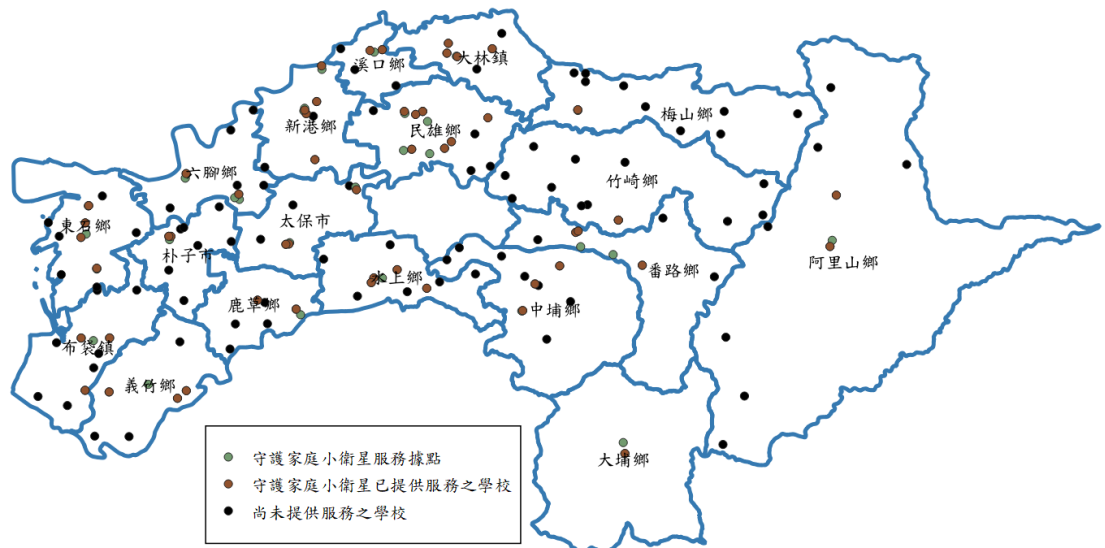 溪口鄉
大林鎮
梅山鄉
新港鄉
民雄鄉
六腳鄉
竹崎鄉
太保市
東石鄉
朴子市
阿里山鄉
番路鄉
水上鄉
鹿草鄉
中埔鄉
布袋鎮
義竹鄉
大埔鄉
守護家庭小衛星服務據點
守護家庭小衛星已提供服務之學校
尚未提供服務之學校